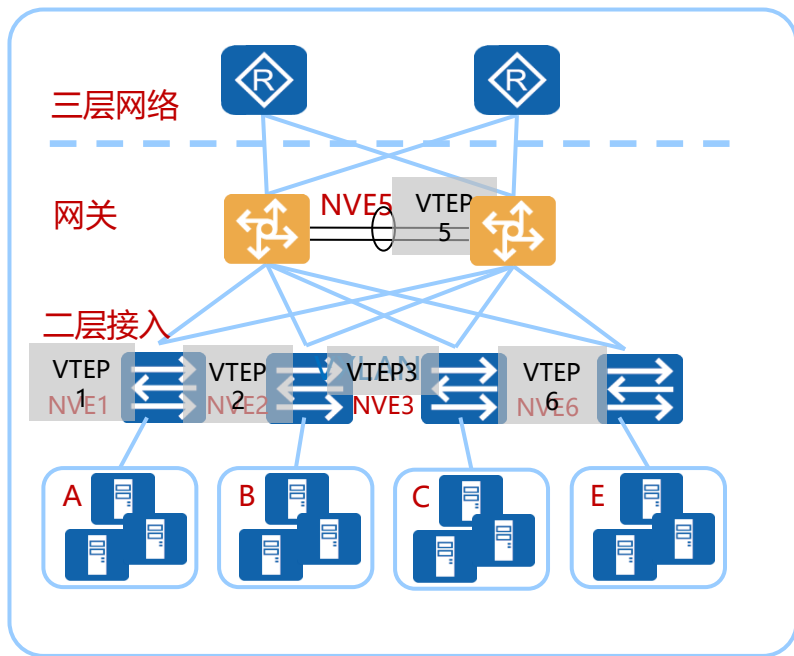 R
R
三层网络
网关
NVE5
VTEP
5
二层接入
VTEP
1
NVE1
VTEP
2
NVE2
VXLAN
VTEP3
NVE3
VTEP
6
NVE6
A
B
C
E